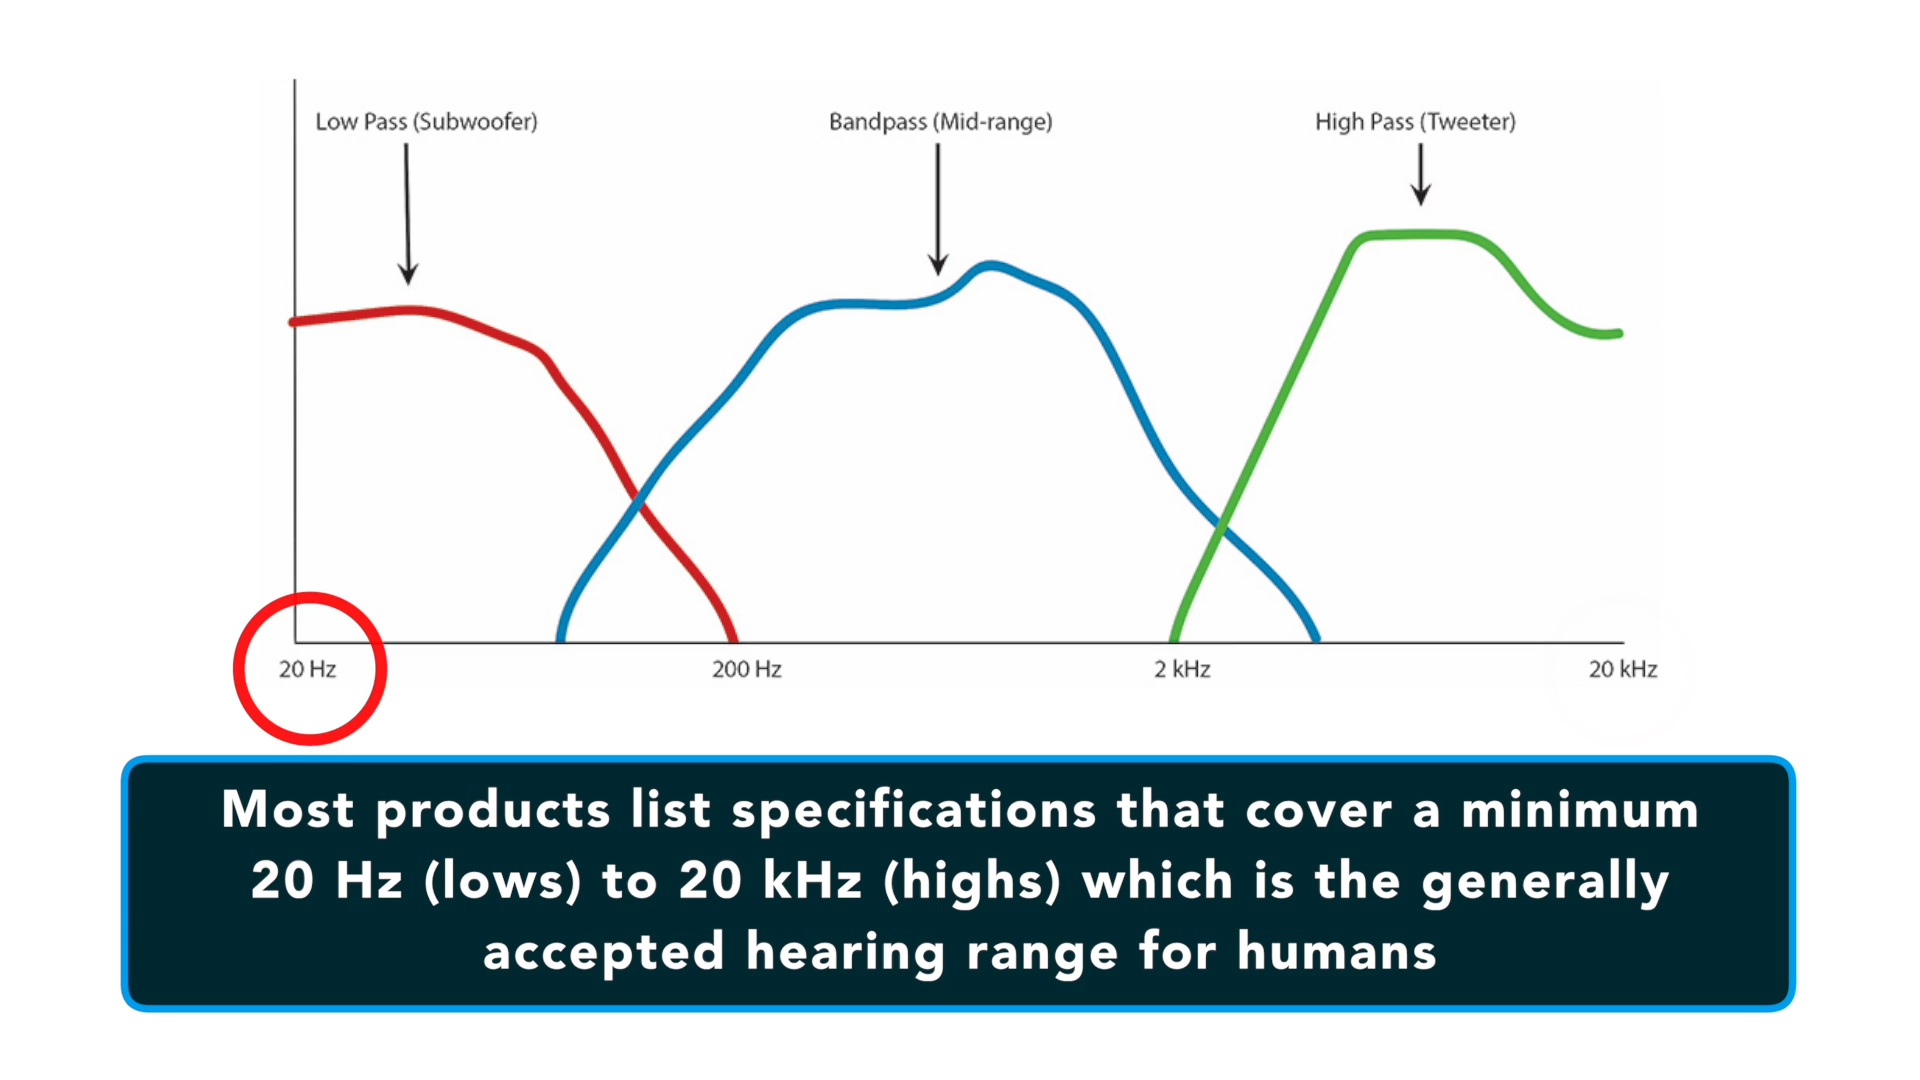 Low Pass (Subwoofer)
Bandpass (Mid-range)
High Pass (Tweeter)
20 Hz
200 Hz
2 kHz
20 kHz
Most products list specifications that cover a minimum
20 Hz (lows) to 20 kHz (highs) which is the generally
accepted hearing range for humans